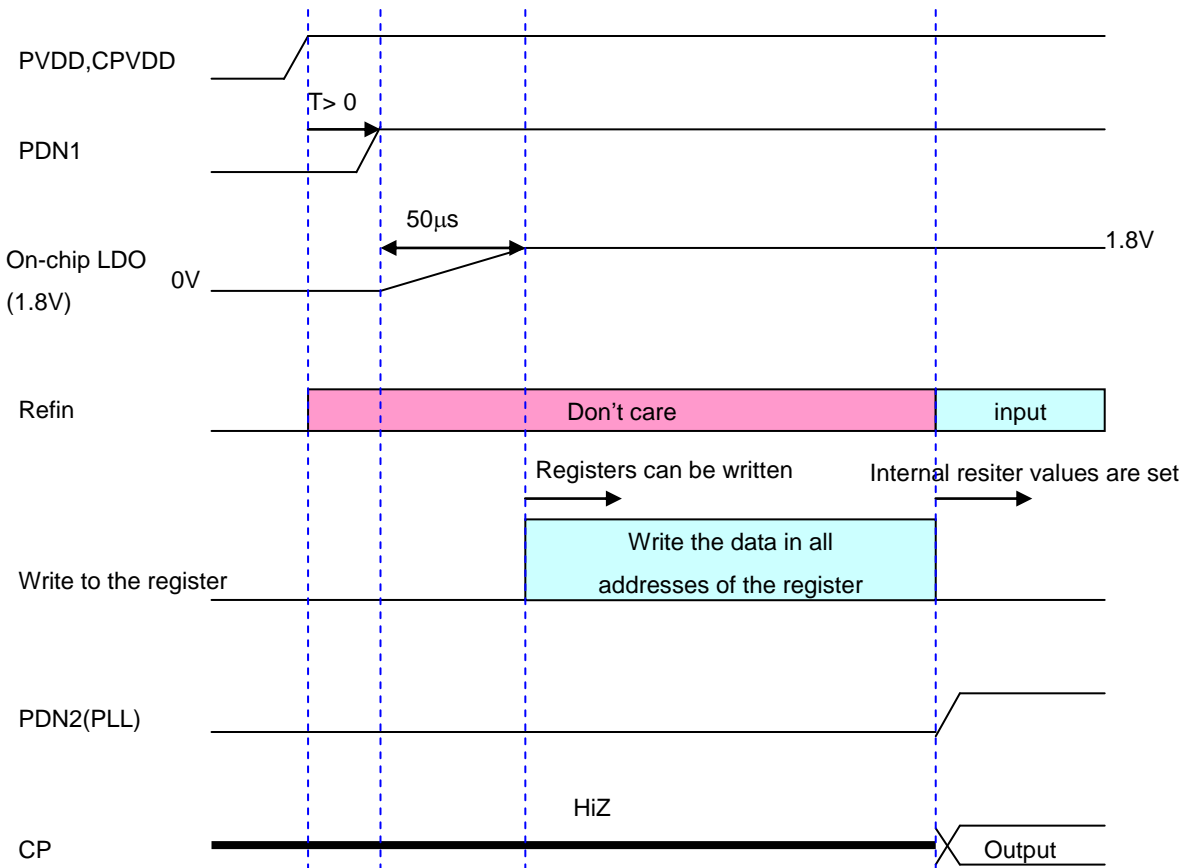 PVDD,CPVDD
T> 0
PDN1
50μs
On-chip LDO
(1.8V)
0V
1.8V
Refin
Don't care
input
Registers can be written
Internal resiter values are set
Write to the register
Write the data in all
addresses of the register
PDN2(PLL)
HiZ
CP
Output